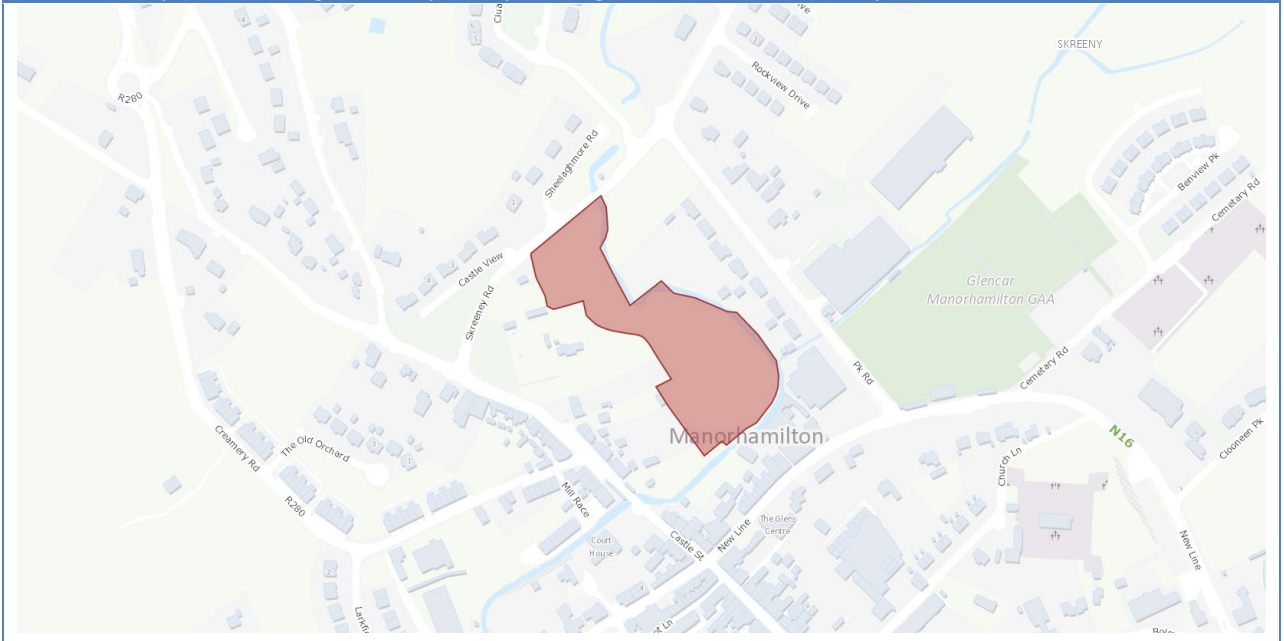 R280
SKREENY
Rockview Drive
Sheelaghmore Rd
Benview Pk
Cemetary Rd
Castle View
Skreeney Rd
Glencar
Manorhamilton GAA
Pk Rd
Cemetary Rd
Manorhamilton
N16
Clooneen Pk
Creamery Rd
The Old Orchard
R280
Church Ln
Mill Race
The Glens
Centre
Court
House
Castle St
New Line
New Line